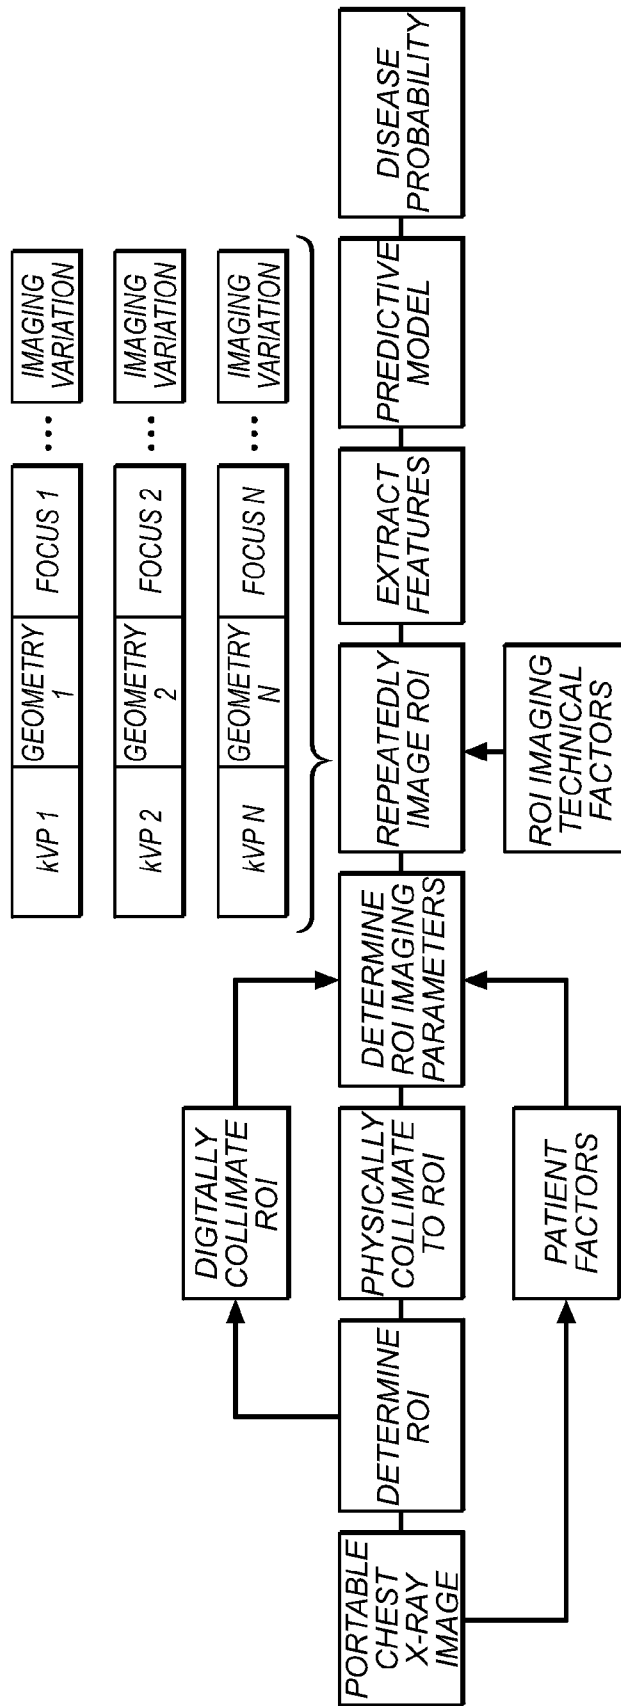 kVP 1
GEOMETRY
1
FOCUS 1
...
IMAGING
VARIATION
kVP 2
GEOMETRY
2
FOCUS 2
...
IMAGING
VARIATION
kVP N
GEOMETRY
N
FOCUS N
...
IMAGING
VARIATION
DIGITALLY
COLLIMATE
ROI
PORTABLE
CHEST
X-RAY
IMAGE
DETERMINE
ROI
PHYSICALLY
COLLIMATE
TO ROI
DETERMINE
ROI IMAGING
PARAMETERS
REPEATEDLY
IMAGE ROI
EXTRACT
FEATURES
PREDICTIVE
MODEL
DISEASE
PROBABILITY
PATIENT
FACTORS
ROI IMAGING
TECHNICAL
FACTORS